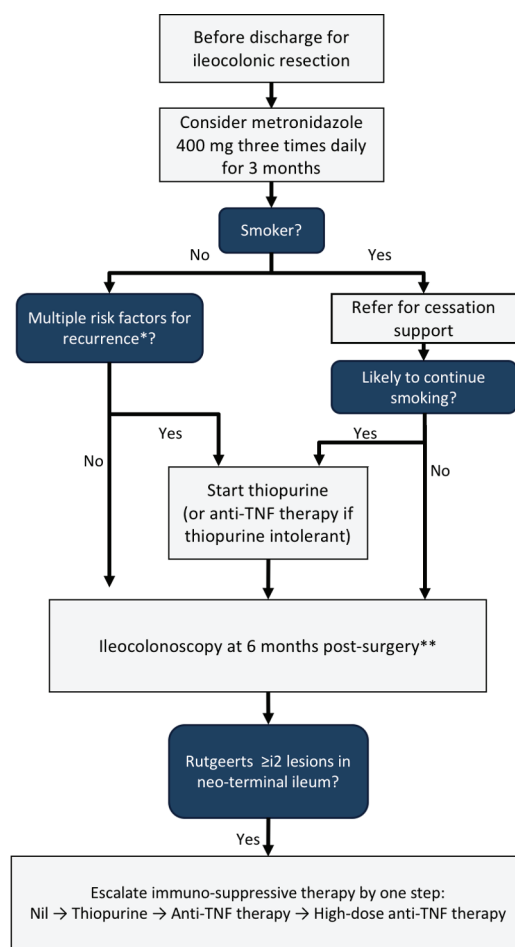 Before discharge for
ileocolonic resection
Consider metronidazole
400 mg three times daily
for 3 months
Smoker?
No
Yes
Multiple risk factors for
recurrence*?
Refer for cessation
support
Likely to continue
smoking?
Yes
Yes
No
No
Start thiopurine
(or anti-TNF therapy if
thiopurine intolerant)
Ileocolonoscopy at 6 months post-surgery**
Rutgeerts ≥i2 lesions in
neo-terminal ileum?
Yes
Escalate immuno-suppressive therapy by one step:
Nil → Thiopurine → Anti-TNF therapy → High-dose anti-TNF therapy